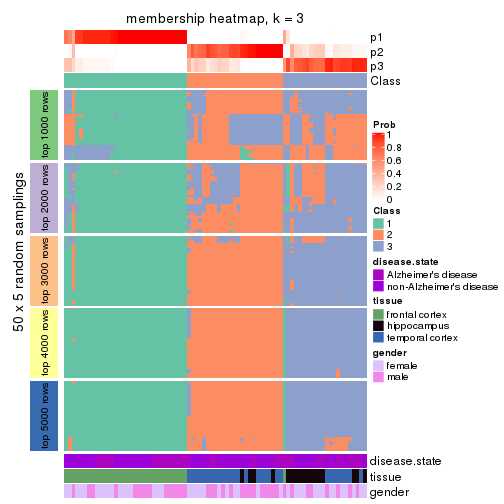 membership heatmap, k = 3
p1
p2
p3
Class
50 x 5 random samplings
top 1000 rows
top 2000 rows
top 3000 rows
top 4000 rows
top 5000 rows
disease.state
tissue
gender
Prob
1
0.8
0.6
0.4
0.2
0
Class
1
2
3
disease.state
Alzheimer's disease
non-Alzheimer's disease
tissue
frontal cortex
hippocampus
temporal cortex
gender
female
male